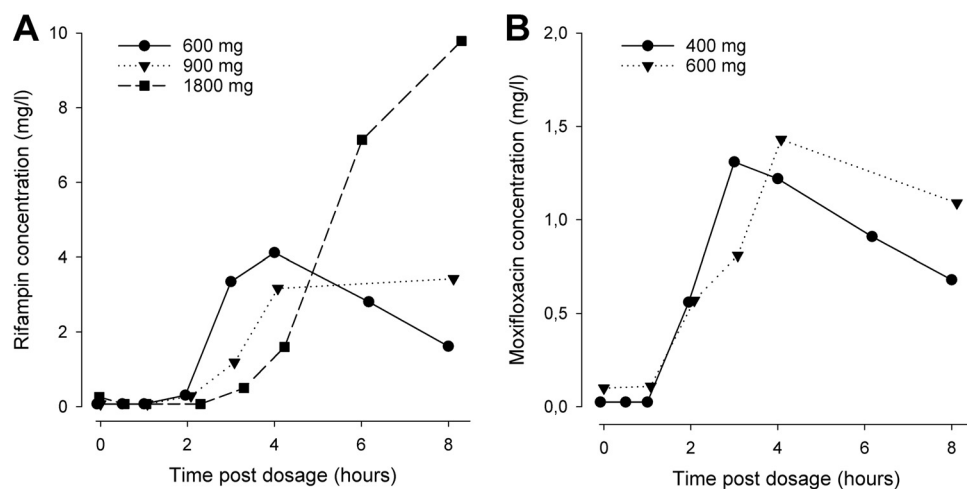 A
600 mg
900 mg
1800 mg
10
8
6
4
2
0
Rifampin concentration (mg/l)
0 2 4 6 8
Time post dosage (hours)
B
400 mg
600 mg
2,0
1,5
1,0
0,5
0,0
Moxifloxacin concentration (mg/l)
0 2 4 6 8
Time post dosage (hours)